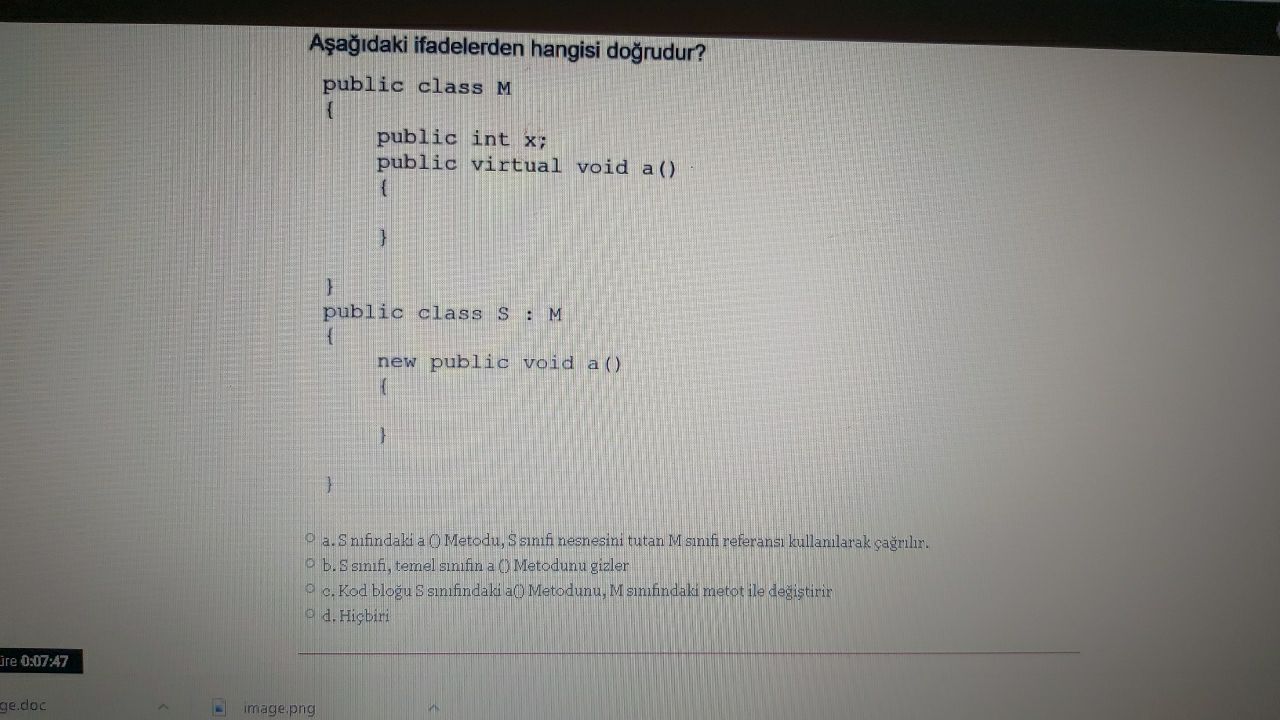 Aşağıdaki ifadelerden hangisi doğrudur?
public class M
{
public int x;
public virtual void a()
{
}
}
public class S : M
{
new public void a()
{
}
}
a. S nıfındaki a () Metodu, S sınıfı nesnesini tutan M sınıfı referansı kullanılarak çağrılır.
b. S sınıfı, temel sınıfın a () Metodunu gizler
c. Kod bloğu S sınıfındaki a() Metodunu, M sınıfındaki metot ile değiştirir
d. Hiçbiri
üre 0:07:47
ge.doc
image.png